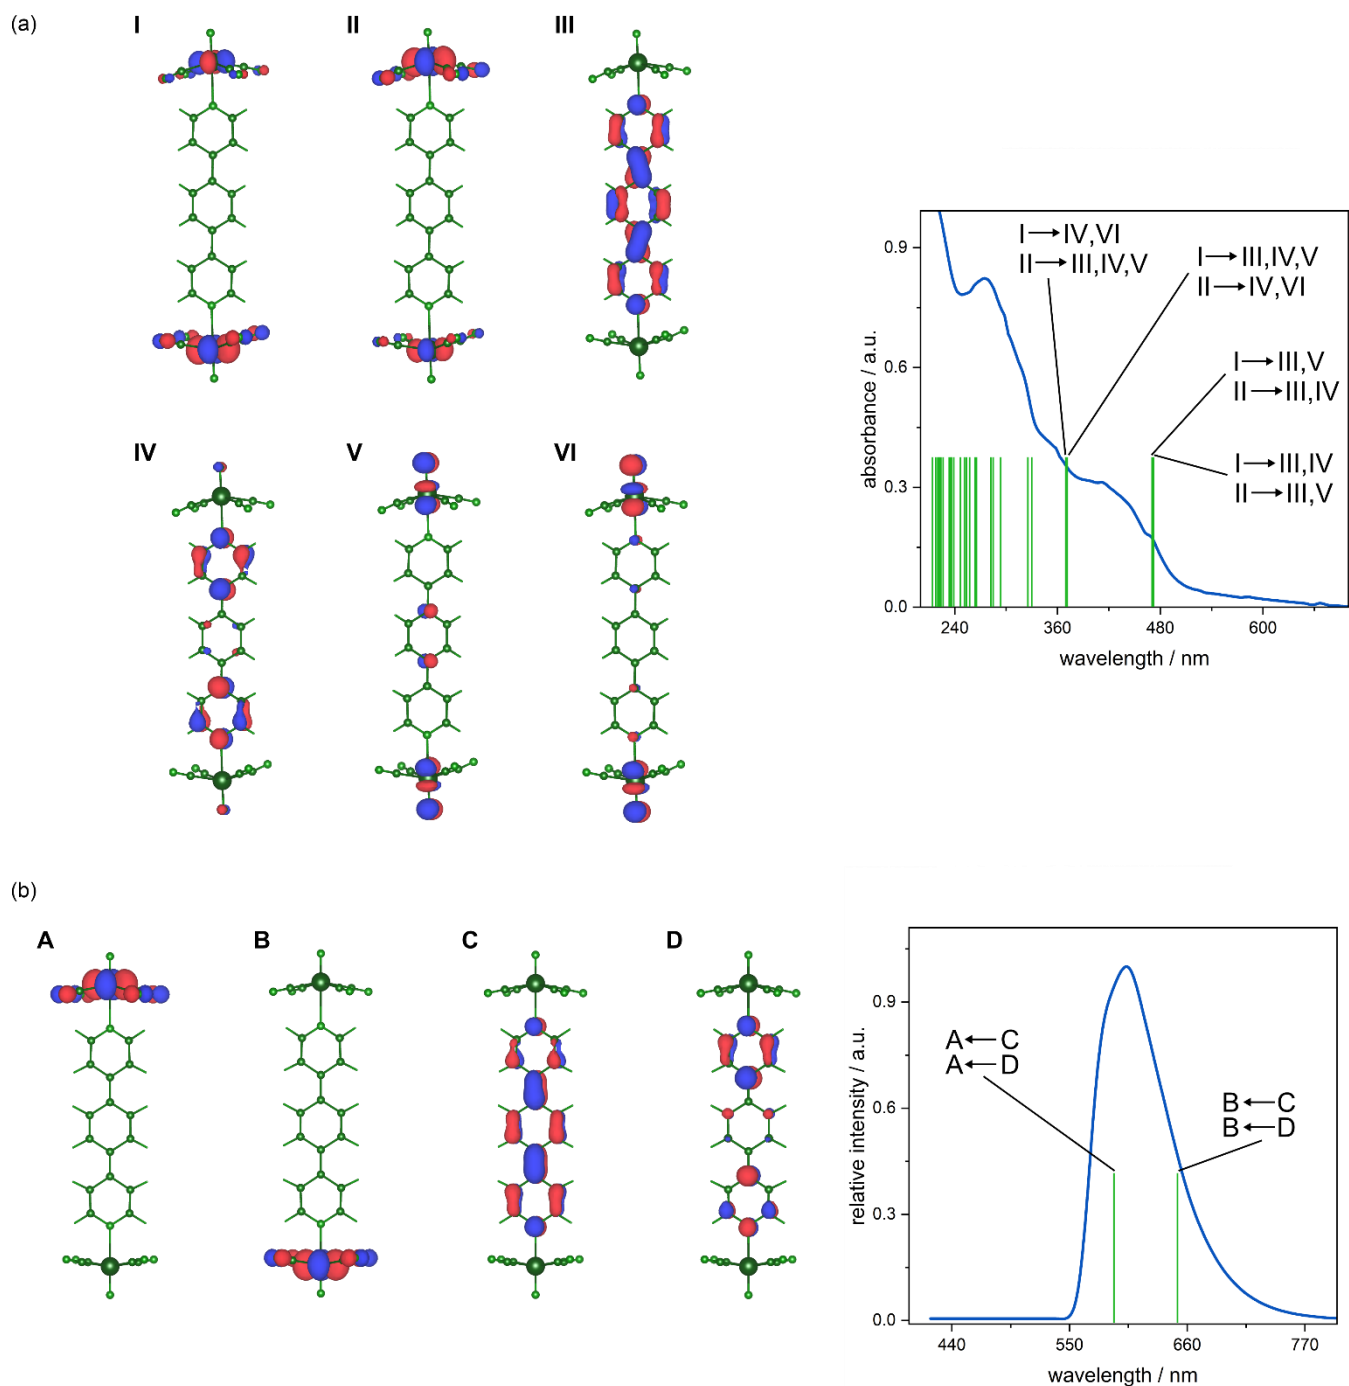 (a)
I
II
III
IV
V
VI
absorbance / a.u.
0.9
0.6
0.3
0.0
I→IV,VI
II→III,IV,V
I→III,IV,V
II→IV,VI
I→III,V
II→III,IV
I→III,IV
II→III,V
240
360
480
600
wavelength / nm
(b)
A
B
C
D
relative intensity / a.u.
0.9
0.6
0.3
0.0
A←C
A←D
B←C
B←D
440
550
660
770
wavelength / nm